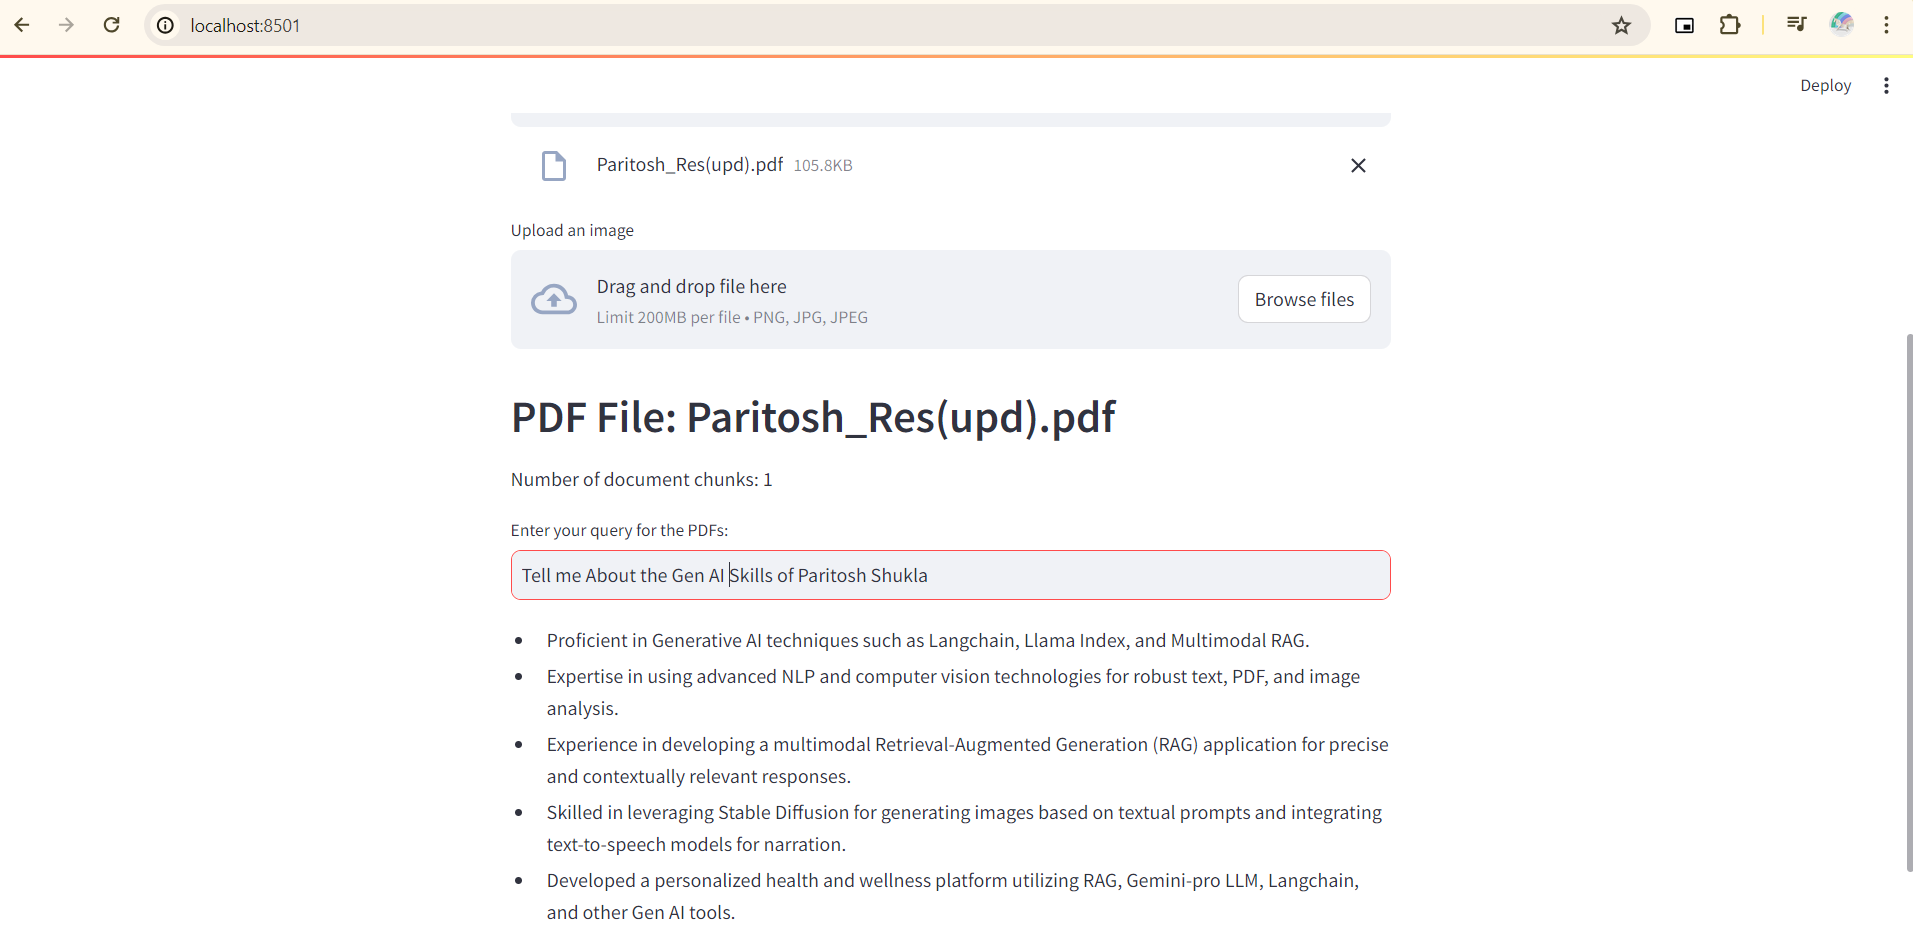 localhost:8501
Deploy
Paritosh_Res(upd).pdf 105.8KB
Upload an image
Drag and drop file here
Limit 200MB per file • PNG, JPG, JPEG
Browse files
PDF File: Paritosh_Res(upd).pdf
Number of document chunks: 1
Enter your query for the PDFs:
Tell me About the Gen AI Skills of Paritosh Shukla
• Proficient in Generative AI techniques such as Langchain, Llama Index, and Multimodal RAG.
• Expertise in using advanced NLP and computer vision technologies for robust text, PDF, and image
analysis.
• Experience in developing a multimodal Retrieval-Augmented Generation (RAG) application for precise
and contextually relevant responses.
• Skilled in leveraging Stable Diffusion for generating images based on textual prompts and integrating
text-to-speech models for narration.
• Developed a personalized health and wellness platform utilizing RAG, Gemini-pro LLM, Langchain,
and other Gen AI tools.